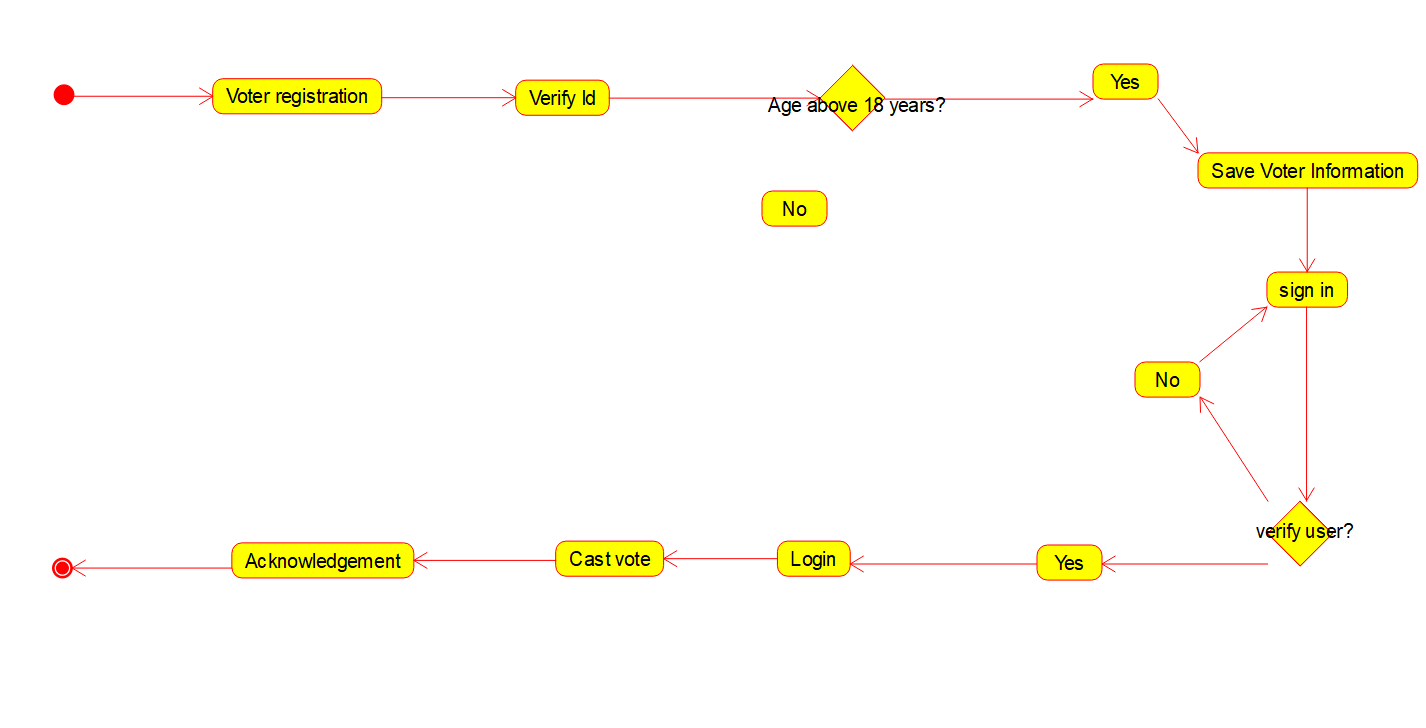 Voter registration
Verify Id
Age above 18 years?
Yes
Save Voter Information
No
sign in
No
verify user?
Yes
Login
Cast vote
Acknowledgement